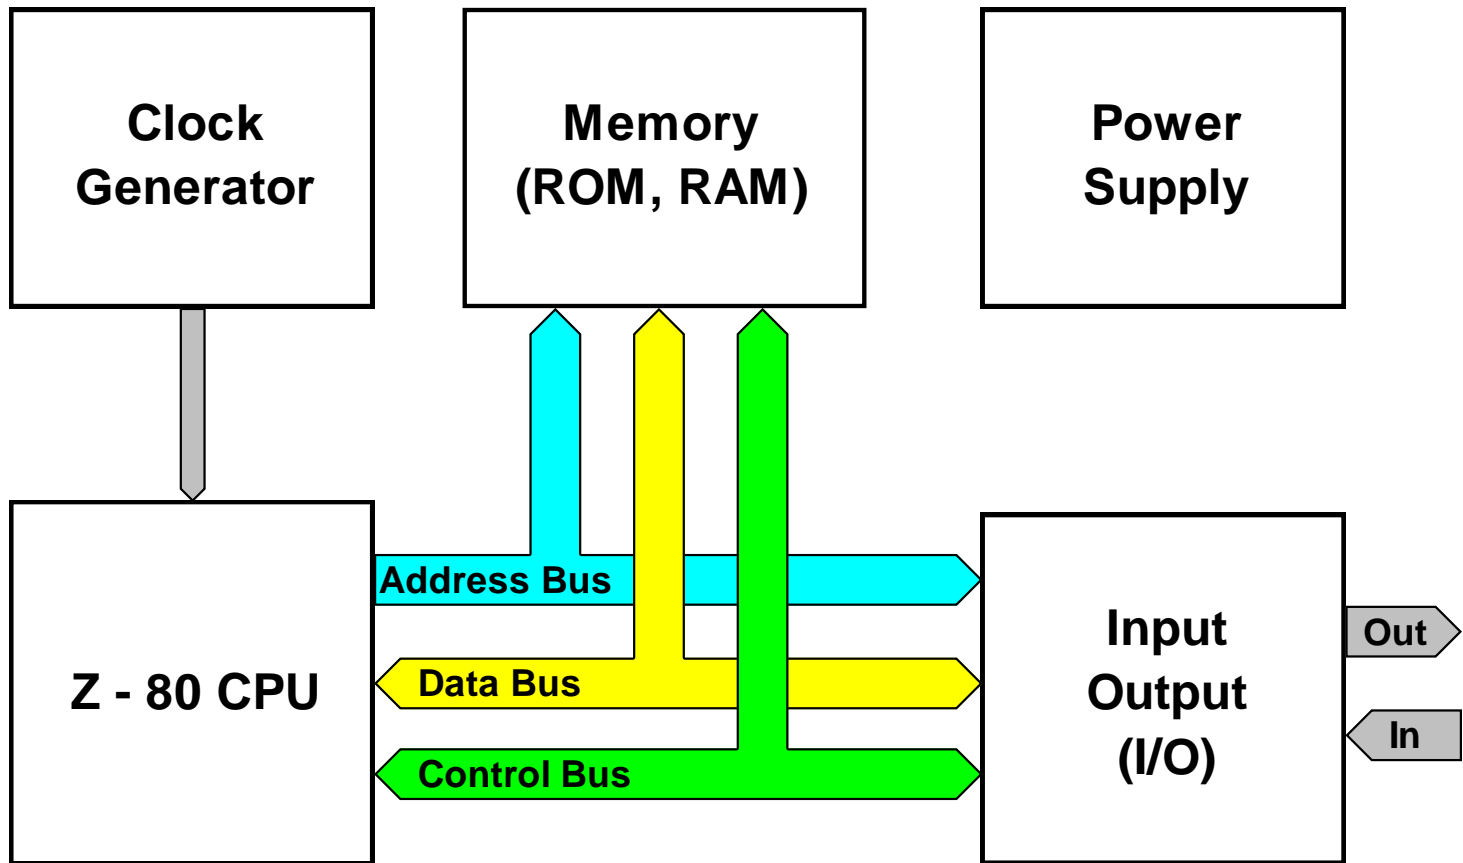 Clock
Generator
Memory
(ROM, RAM)
Power
Supply
Address Bus
Z - 80 CPU
Data Bus
Control Bus
Input
Output
(I/O)
Out
In